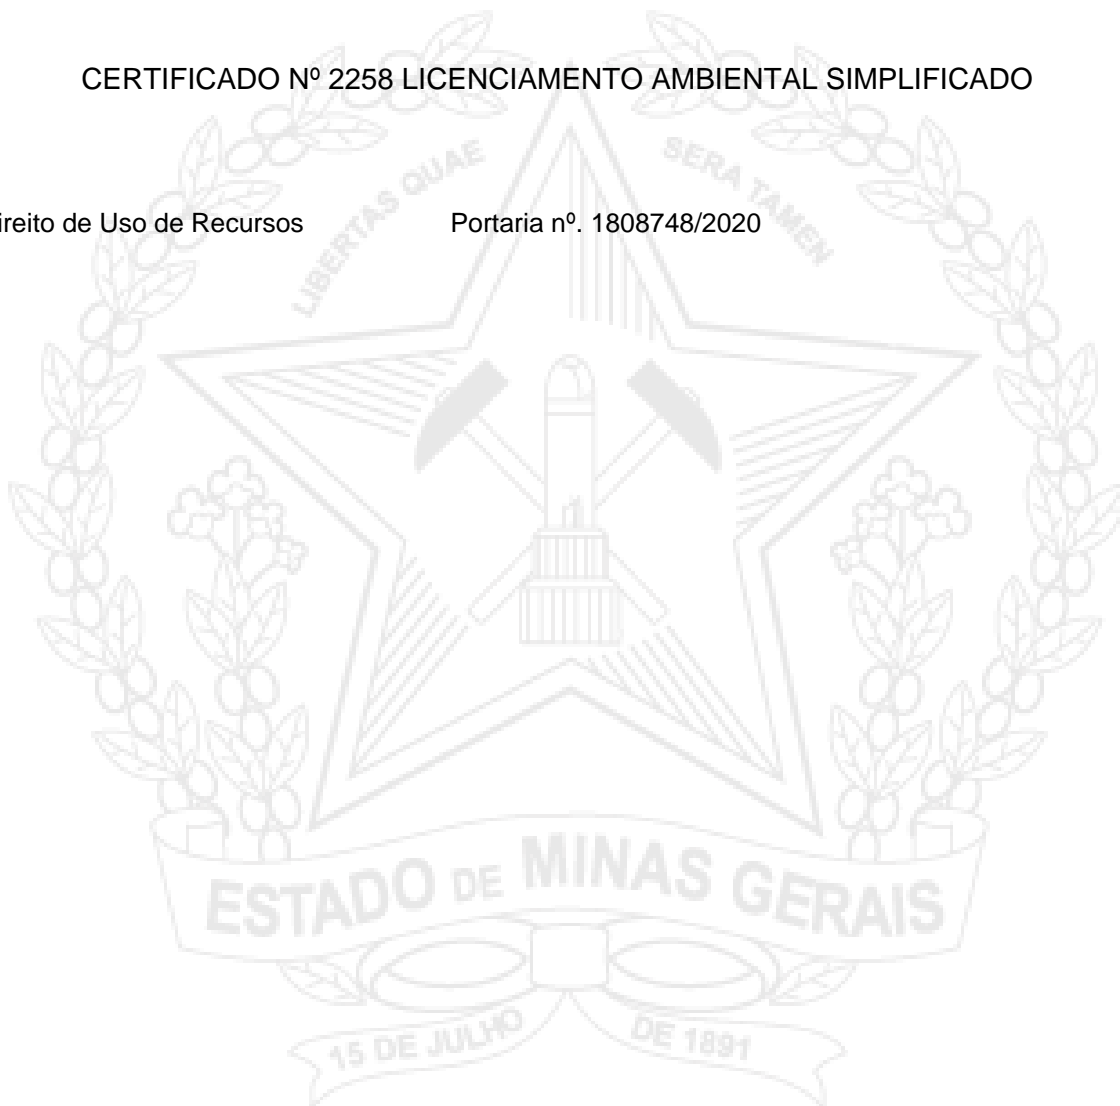 CERTIFICADO Nº 2258 LICENCIAMENTO AMBIENTAL SIMPLIFICADO
LIBERTAS QUAE SERA TAMEN
ireito de Uso de Recursos Portaria nº. 1808748/2020
ESTADO DE MINAS GERAIS
15 DE JULHO DE 1891